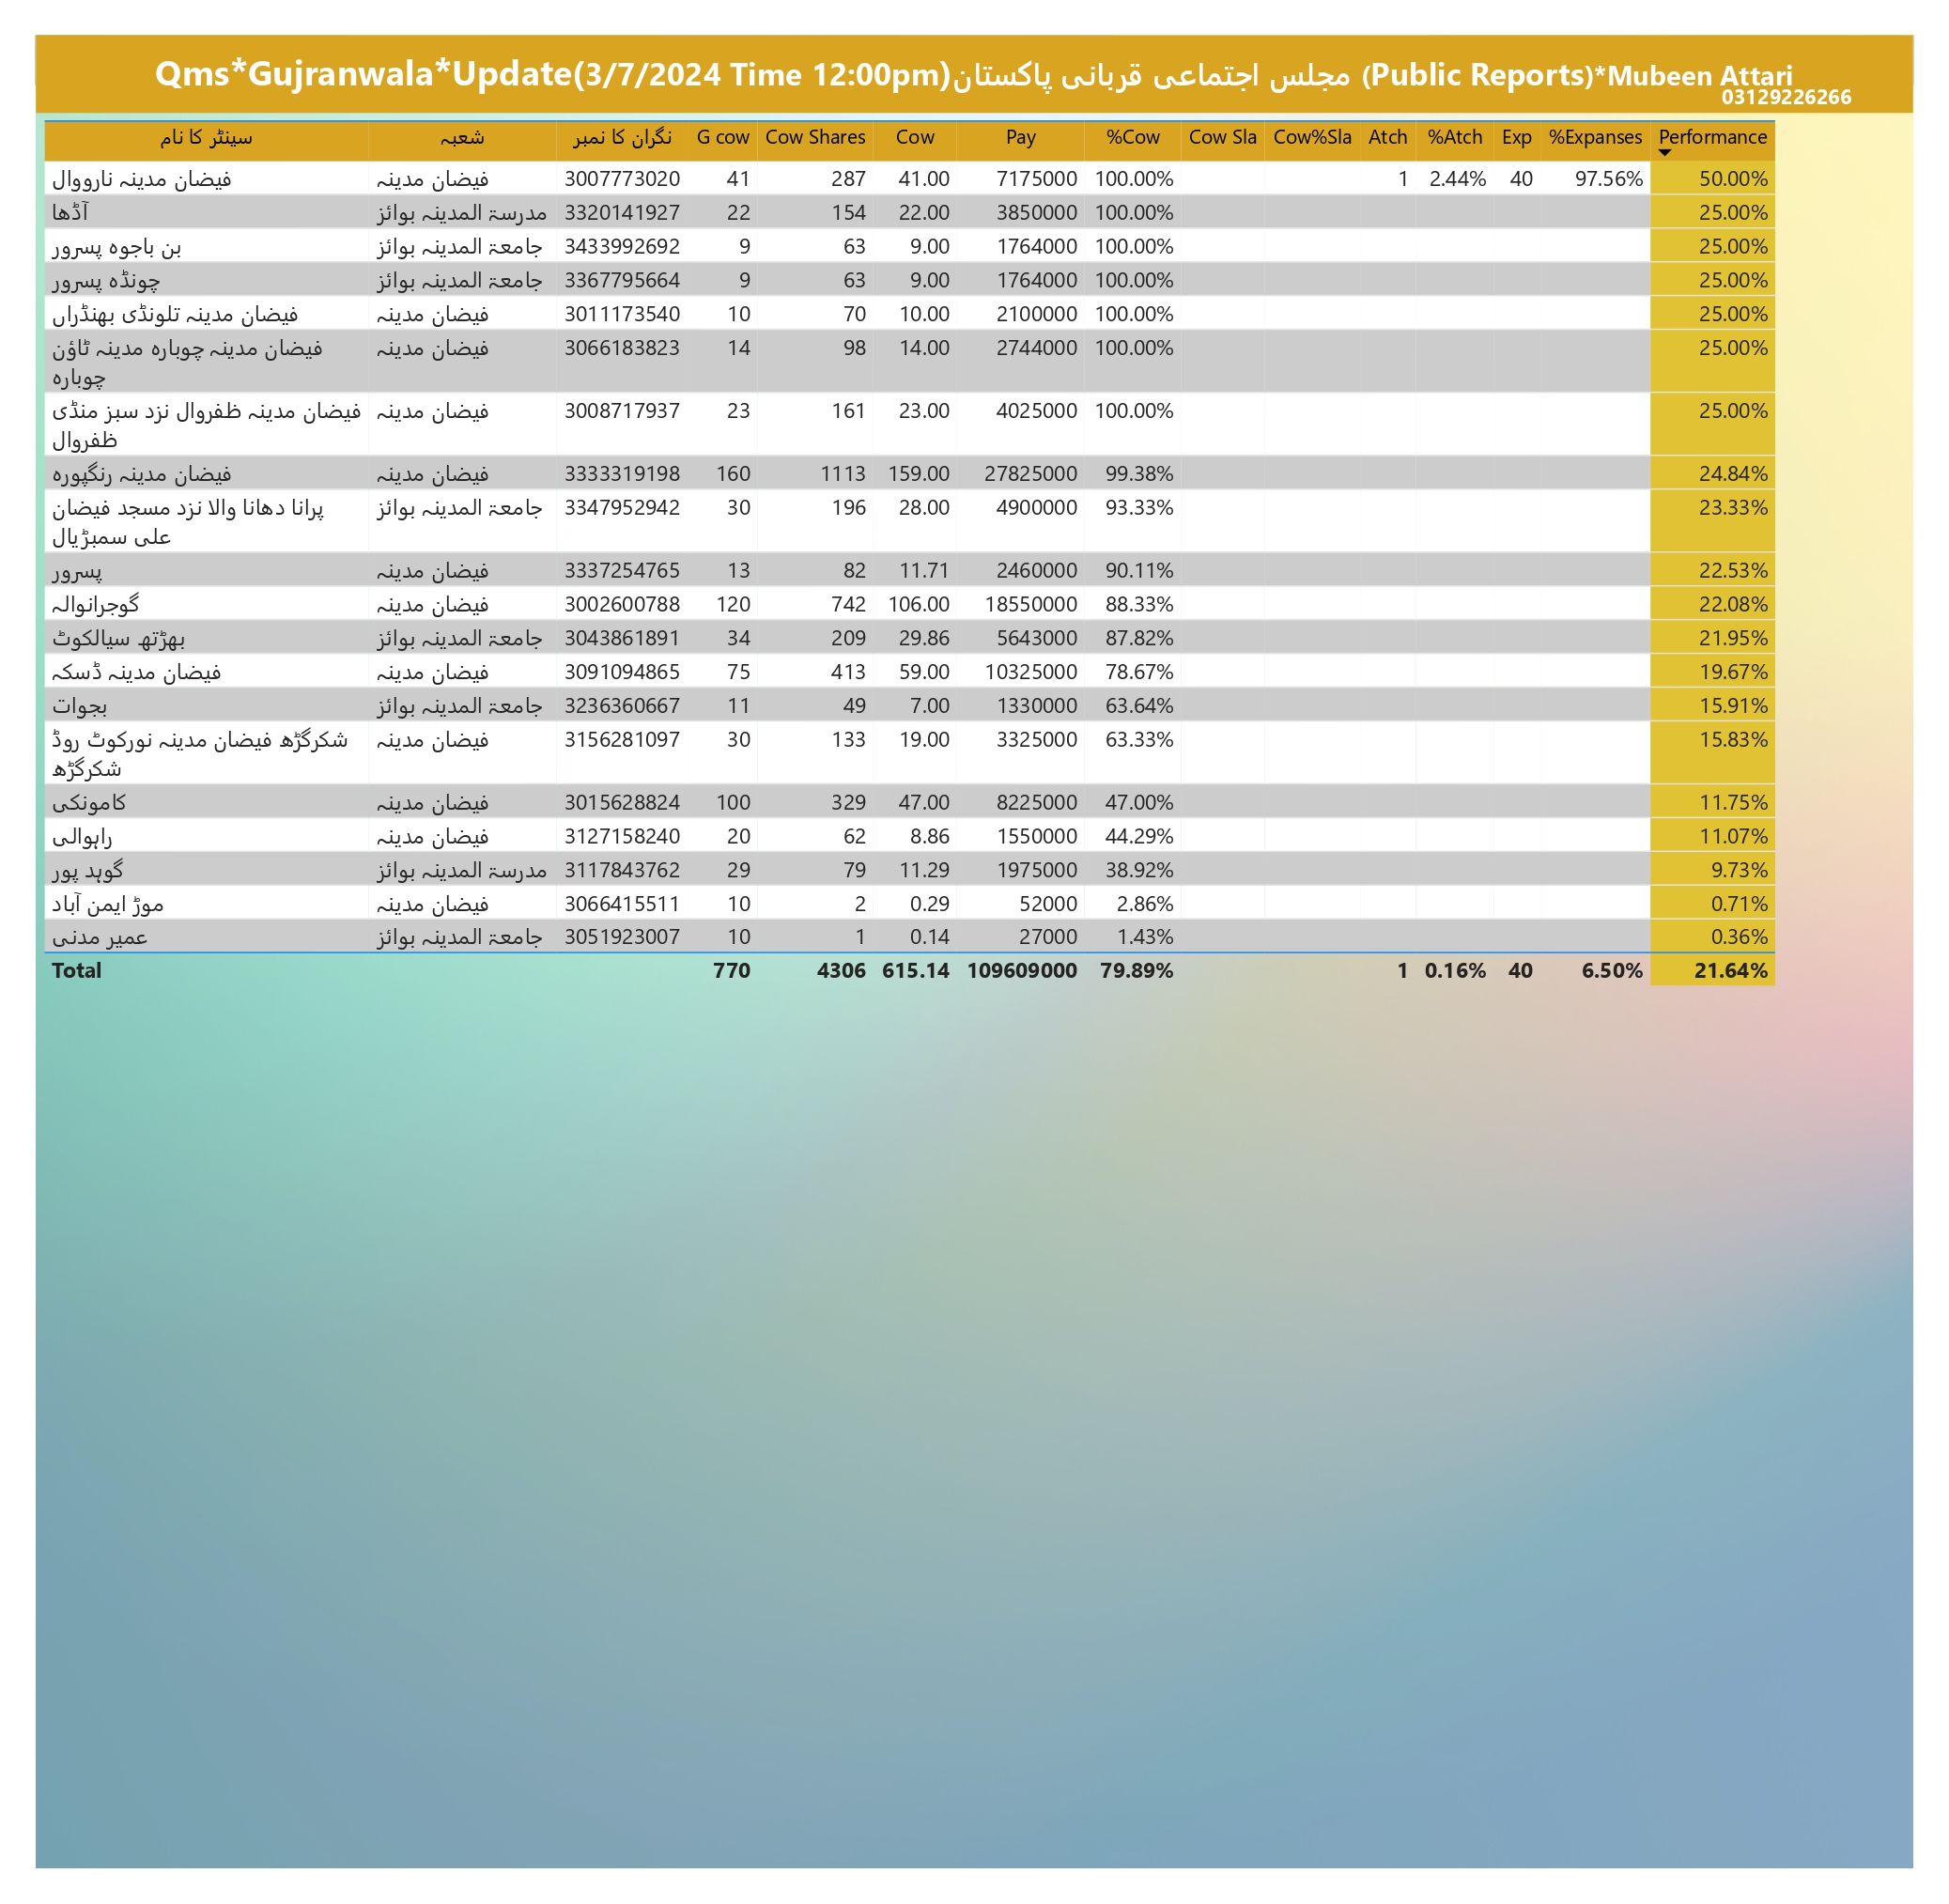 Qms*Gujranwala*Update(3/7/2024 Time 12:00pm)مجلس اجتماعی قربانی پاکستان (Public Reports)*Mubeen Attari
03129226266
سینٹر کا نام شعبہ نگران کا نمبر G cow Cow Shares Cow Pay %Cow Cow Sla Cow%Sla Atch %Atch Exp %Expanses Performance
فیضان مدینہ نارووال فیضان مدینہ 3007773020 41 287 41.00 7175000 100.00% 1 2.44% 40 97.56% 50.00%
آڈھا مدرسۃ المدینہ بوائز 3320141927 22 154 22.00 3850000 100.00% 25.00%
بن باجوہ پسرور جامعۃ المدینہ بوائز 3433992692 9 63 9.00 1764000 100.00% 25.00%
چونڈہ پسرور جامعۃ المدینہ بوائز 3367795664 9 63 9.00 1764000 100.00% 25.00%
فیضان مدینہ تلونڈی بھنڈراں فیضان مدینہ 3011173540 10 70 10.00 2100000 100.00% 25.00%
فیضان مدینہ چوبارہ مدینہ ٹاؤن فیضان مدینہ 3066183823 14 98 14.00 2744000 100.00% 25.00%
چوبارہ
فیضان مدینہ ظفروال نزد سبز منڈی فیضان مدینہ 3008717937 23 161 23.00 4025000 100.00% 25.00%
ظفروال
فیضان مدینہ رنگپورہ فیضان مدینہ 3333319198 160 1113 159.00 27825000 99.38% 24.84%
پرانا دھانا والا نزد مسجد فیضان جامعۃ المدینہ بوائز 3347952942 30 196 28.00 4900000 93.33% 23.33%
علی سمبڑیال
پسرور فیضان مدینہ 3337254765 13 82 11.71 2460000 90.11% 22.53%
گوجرانوالہ فیضان مدینہ 3002600788 120 742 106.00 18550000 88.33% 22.08%
بھڑتھ سیالکوٹ جامعۃ المدینہ بوائز 3043861891 34 209 29.86 5643000 87.82% 21.95%
فیضان مدینہ ڈسکہ فیضان مدینہ 3091094865 75 413 59.00 10325000 78.67% 19.67%
بجوات جامعۃ المدینہ بوائز 3236360667 11 49 7.00 1330000 63.64% 15.91%
شکرگڑھ فیضان مدینہ نورکوٹ روڈ فیضان مدینہ 3156281097 30 133 19.00 3325000 63.33% 15.83%
شکرگڑھ
کامونکی فیضان مدینہ 3015628824 100 329 47.00 8225000 47.00% 11.75%
راہوالی فیضان مدینہ 3127158240 20 62 8.86 1550000 44.29% 11.07%
گوہد پور مدرسۃ المدینہ بوائز 3117843762 29 79 11.29 1975000 38.92% 9.73%
موڑ ایمن آباد فیضان مدینہ 3066415511 10 2 0.29 52000 2.86% 0.71%
عمیر مدنی جامعۃ المدینہ بوائز 3051923007 10 1 0.14 27000 1.43% 0.36%
Total 770 4306 615.14 109609000 79.89% 1 0.16% 40 6.50% 21.64%